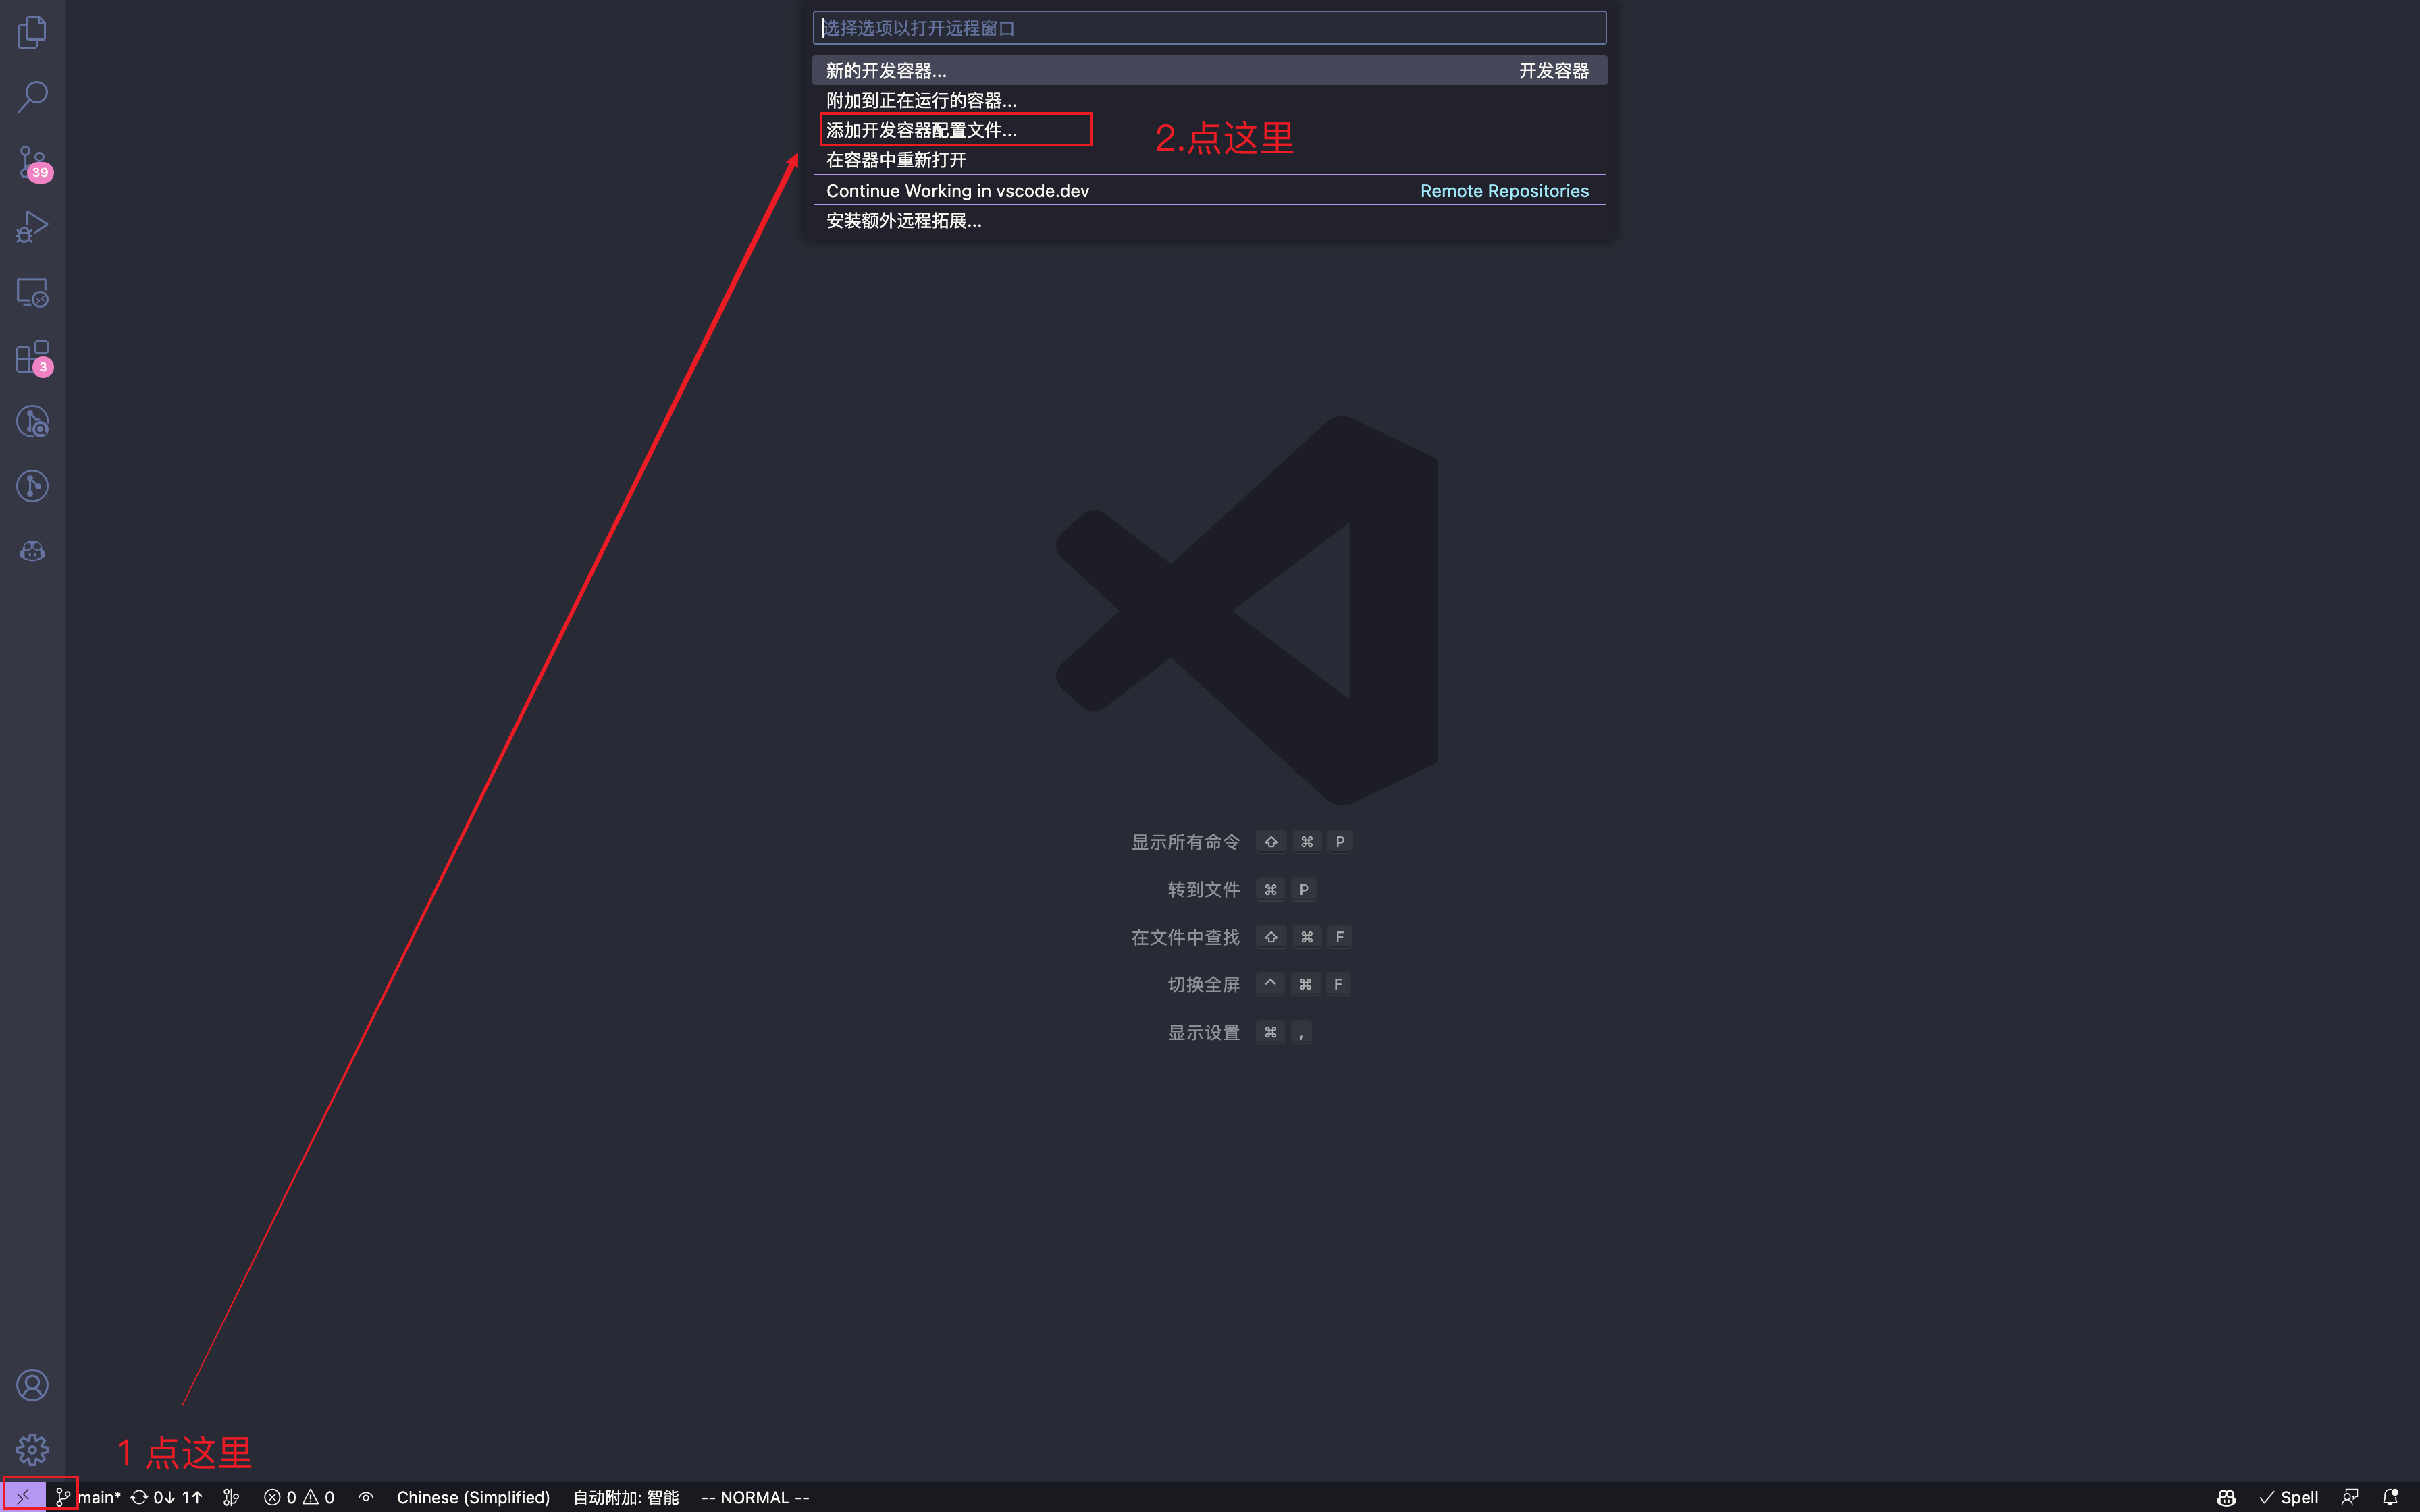 选择选项以打开远程窗口
新的开发容器... 开发容器
附加到正在运行的容器...
添加开发容器配置文件...
2.点这里
在容器中重新打开
Continue Working in vscode.dev Remote Repositories
安装额外远程拓展...
39
3
显示所有命令 ⇧ ⌘ P
转到文件 ⌘ P
在文件中查找 ⇧ ⌘ F
切换全屏 ^ ⌘ F
显示设置 ⌘ ,
1 点这里
main* 0↓ 1↑ 0 0 Chinese (Simplified) 自动附加: 智能 -- NORMAL -- Spell